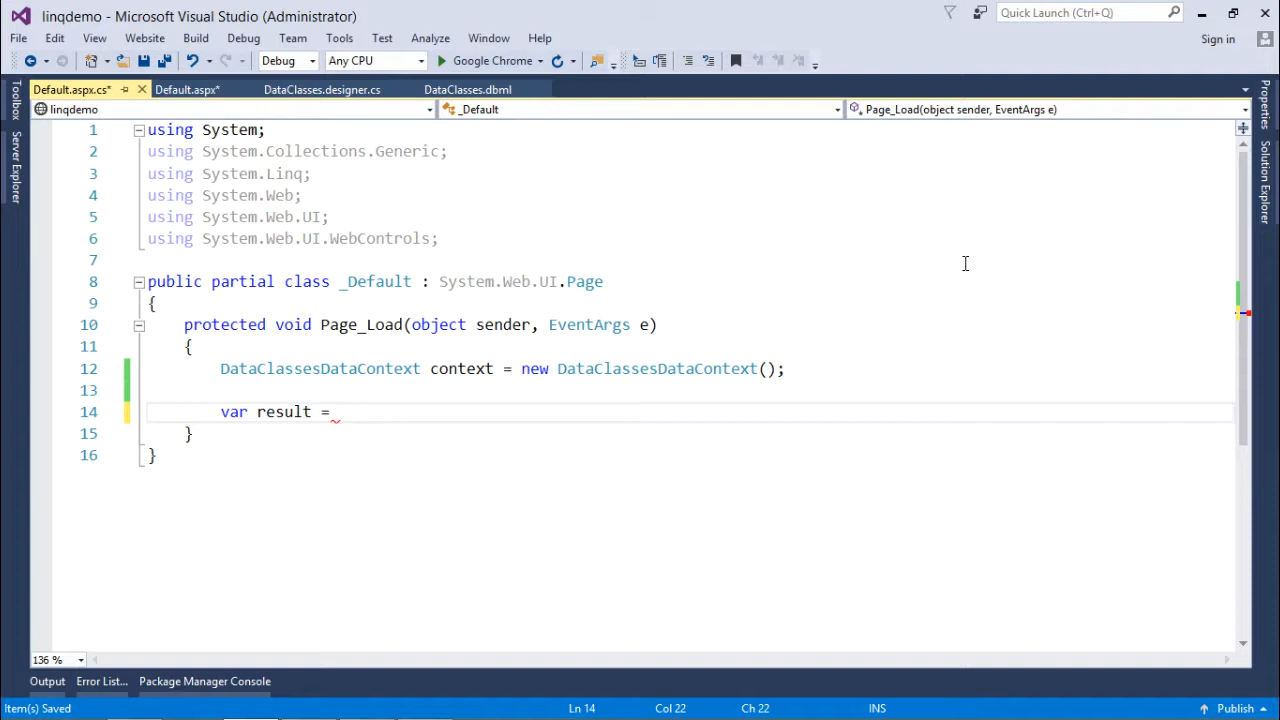 linqdemo - Microsoft Visual Studio (Administrator)
Quick Launch (Ctrl+Q)
File Edit View Website Build Debug Team Tools Test Analyze Window Help
Sign in
Debug Any CPU Google Chrome
Default.aspx.cs* Default.aspx* DataClasses.designer.cs DataClasses.dbml
linqdemo _Default Page_Load(object sender, EventArgs e)
Toolbox
Server Explorer
Properties
Solution Explorer
1 using System;
2 using System.Collections.Generic;
3 using System.Linq;
4 using System.Web;
5 using System.Web.UI;
6 using System.Web.UI.WebControls;
7
8 public partial class _Default : System.Web.UI.Page
9 {
10 protected void Page_Load(object sender, EventArgs e)
11 {
12 DataClassesDataContext context = new DataClassesDataContext();
13
14 var result =
15 }
16 }
136 %
Output Error List... Package Manager Console
Item(s) Saved Ln 14 Col 22 Ch 22 INS Publish